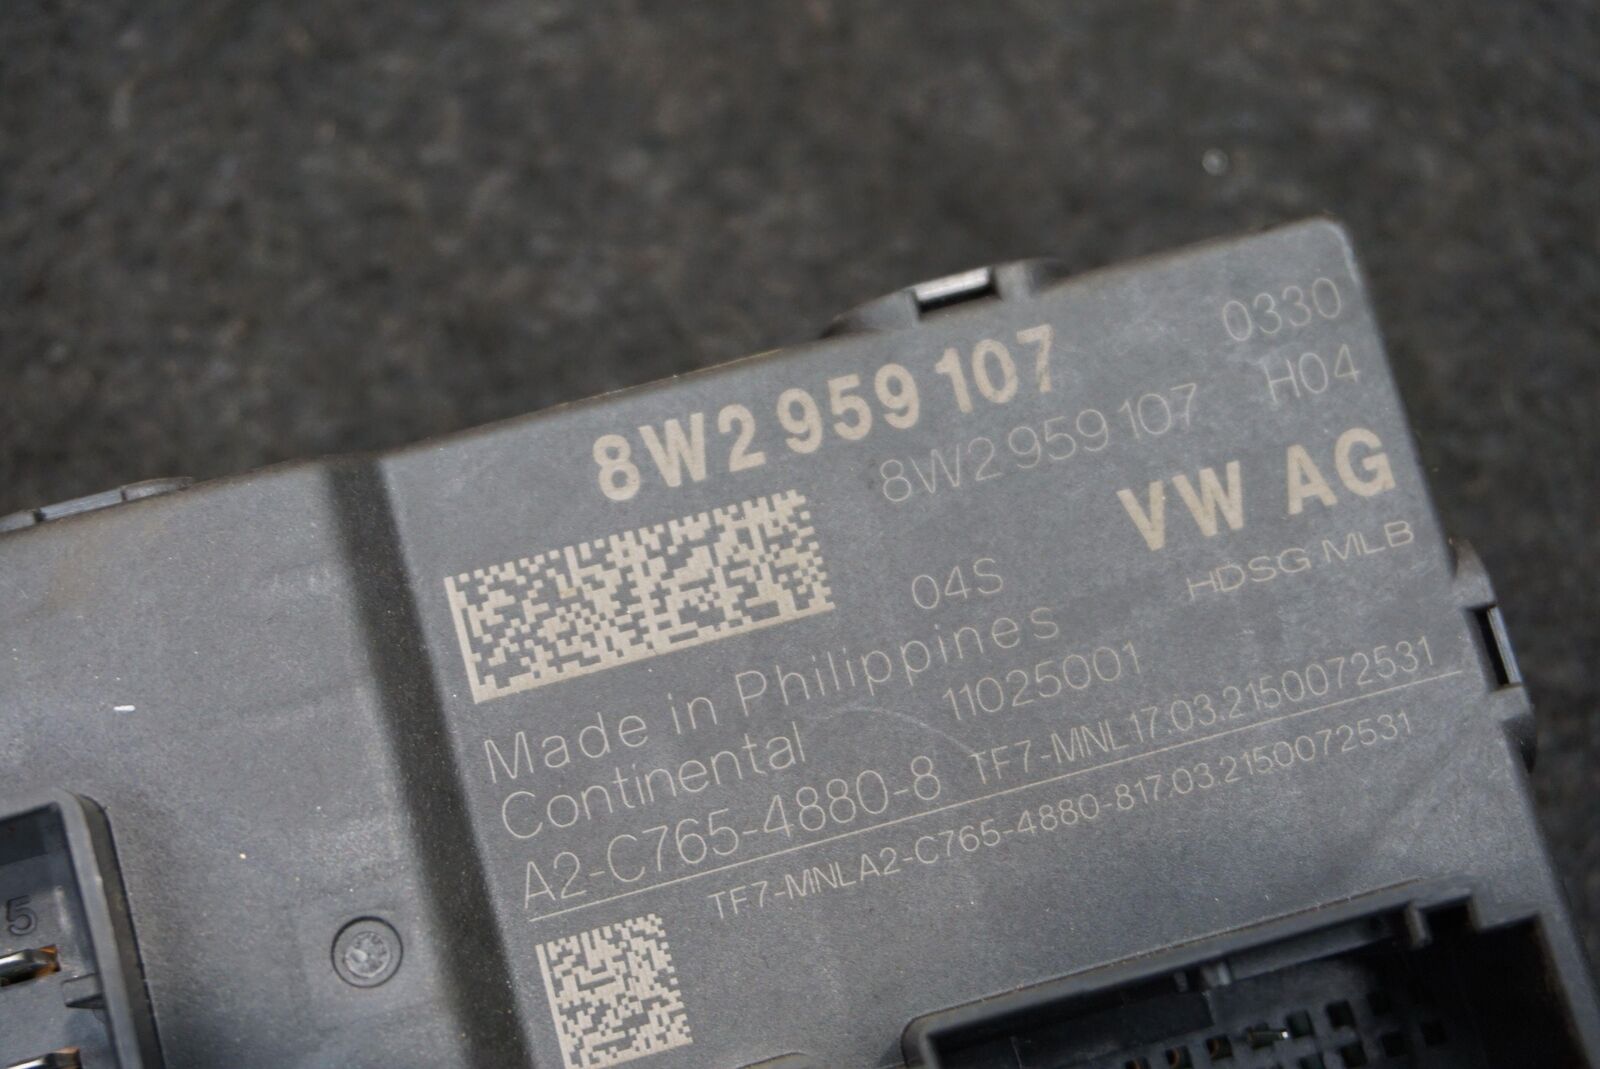 8W2 959 107
0330
8W2 959 107
H04
VW AG
04S
HDSG MLB
Made in Philippines
Continental
11025001
A2-C765-4880-8
TF7-MNL17.03.2150072531
TF7-MNLA2-C765-4880-817.03.2150072531
5